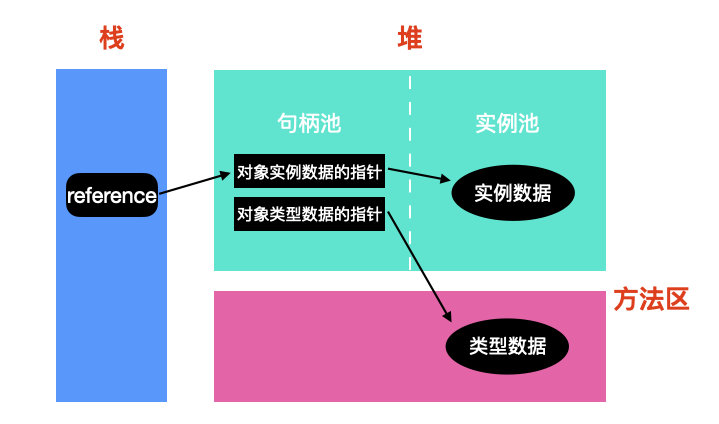 栈
堆
句柄池
实例池
对象实例数据的指针
reference
实例数据
对象类型数据的指针
方法区
类型数据